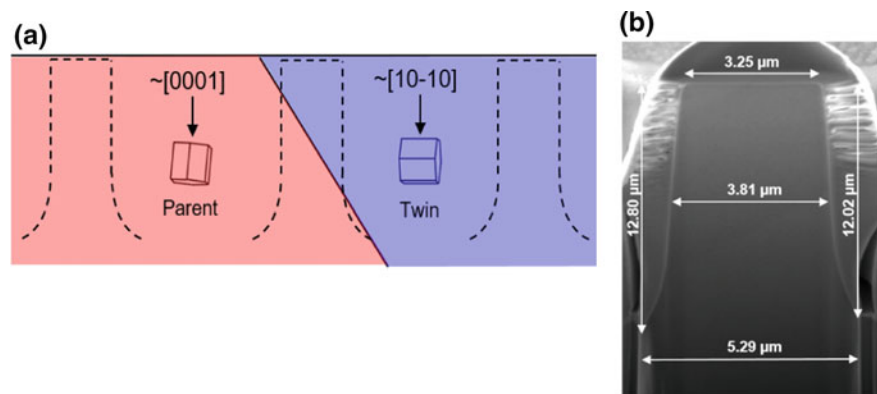 (a)
~[0001]
~[10-10]
Parent
Twin
(b)
3.25 µm
12.80 µm
3.81 µm
12.02 µm
5.29 µm